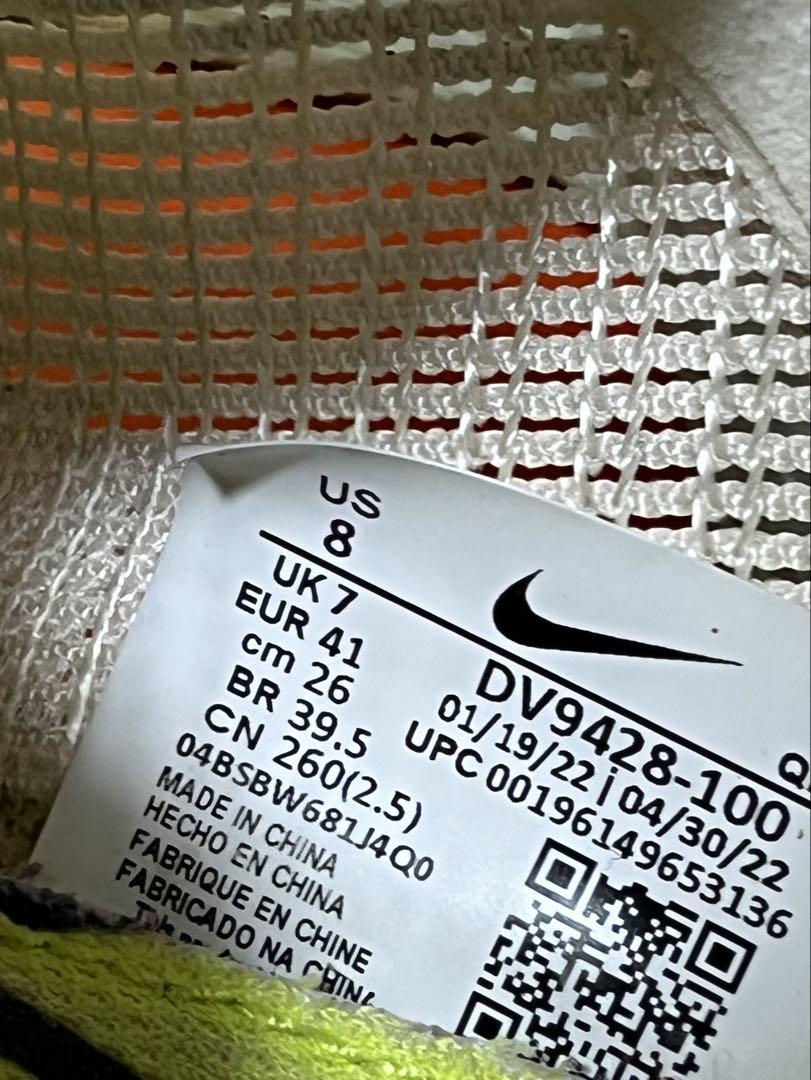 US
8
UK 7
EUR 41
cm 26
BR 39.5
CN 260(2.5)
04BSBW681J4Q0
MADE IN CHINA
HECHO EN CHINA
FABRIQUE EN CHINE
FABRICADO NA CHINA
DV9428-100
01/19/22 | 04/30/22
UPC 00196149653136